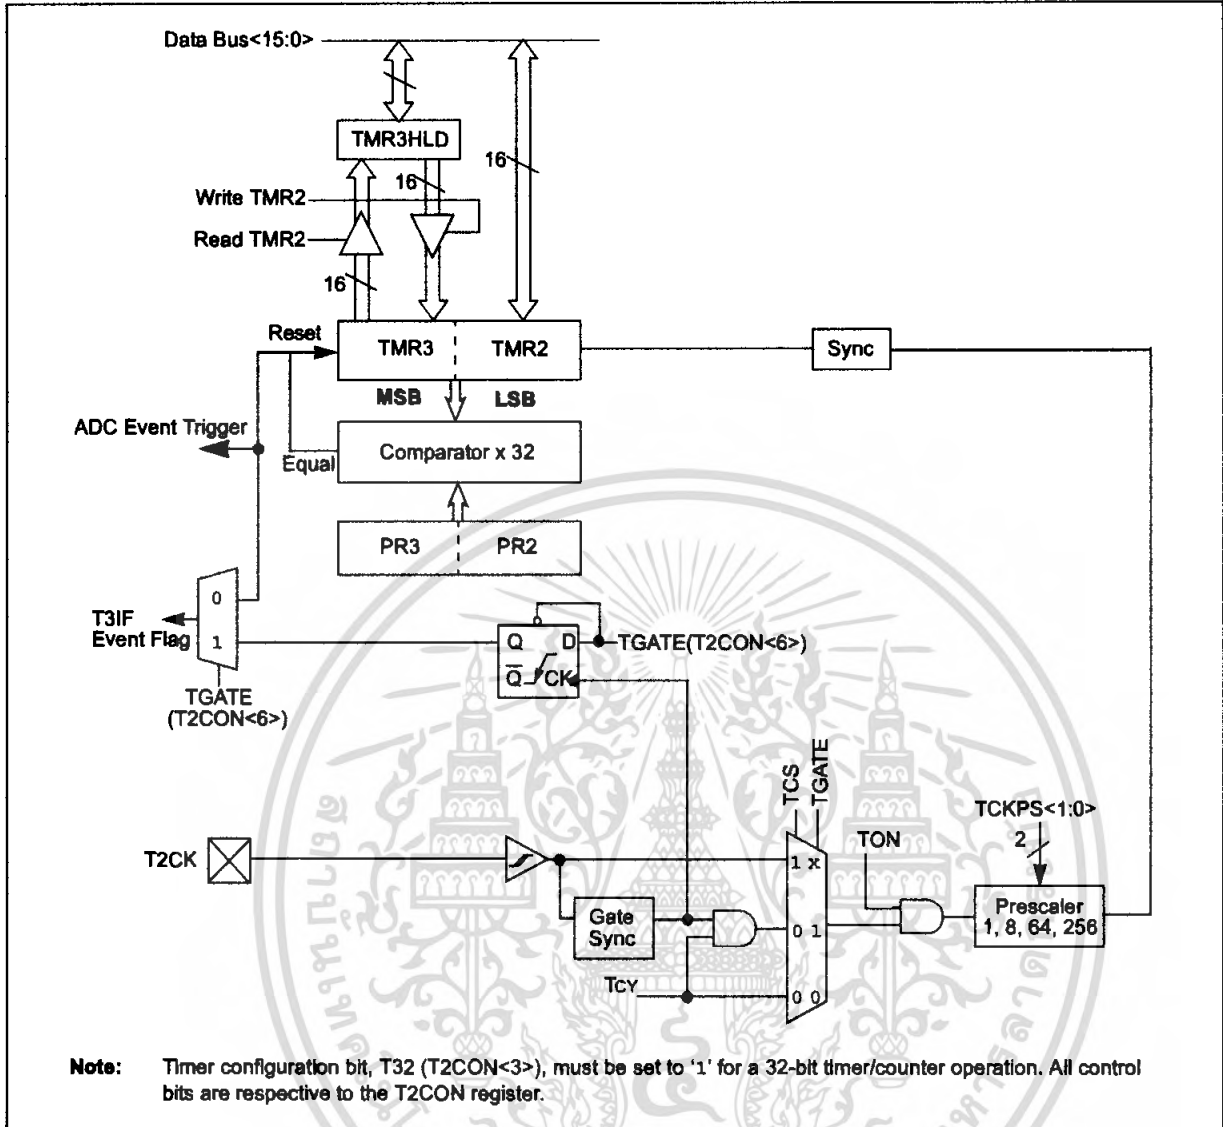 Data Bus<15:0>
TMR3HLD
16
16
Write TMR2
Read TMR2
16
Reset
TMR3
TMR2
Sync
MSB
LSB
ADC Event Trigger
Equal
Comparator x 32
PR3
PR2
0
T3IF
Event Flag
1
Q
D
TGATE(T2CON<6>)
Q
CK
TGATE
(T2CON<6>)
TCS
TGATE
TCKPS<1:0>
2
TON
T2CK
1 x
Gate
Sync
0 1
Prescaler
1, 8, 64, 256
TCY
0 0
Note: Timer configuration bit, T32 (T2CON<3>), must be set to '1' for a 32-bit timer/counter operation. All control
bits are respective to the T2CON register.